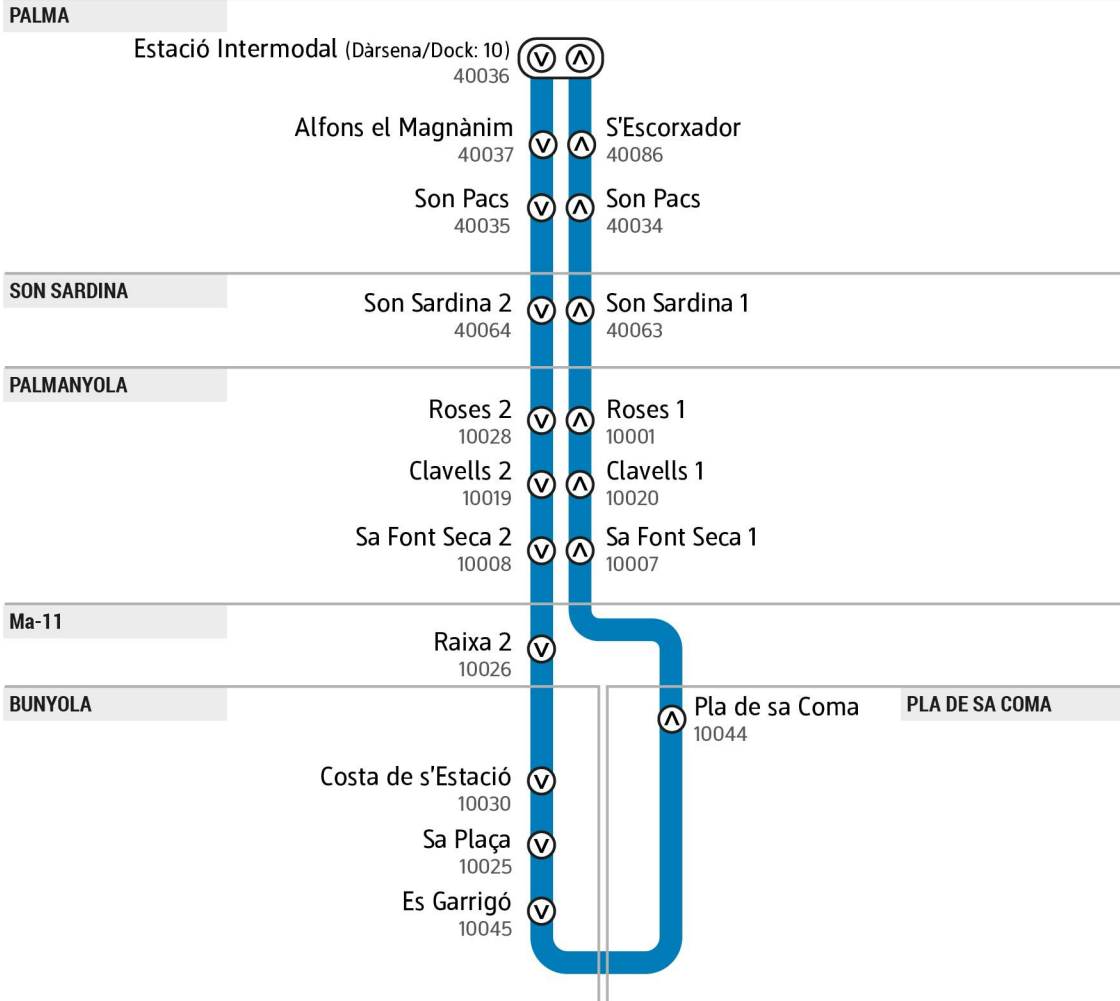 PALMA
Estació Intermodal (Dàrsena/Dock: 10)
40036
Alfons el Magnànim
40037
S'Escorxador
40086
Son Pacs
40035
Son Pacs
40034
SON SARDINA
Son Sardina 2
40064
Son Sardina 1
40063
PALMANYOLA
Roses 2
10028
Roses 1
10001
Clavells 2
10019
Clavells 1
10020
Sa Font Seca 2
10008
Sa Font Seca 1
10007
Ma-11
Raixa 2
10026
BUNYOLA
Pla de sa Coma
10044
PLA DE SA COMA
Costa de s'Estació
10030
Sa Plaça
10025
Es Garrigó
10045